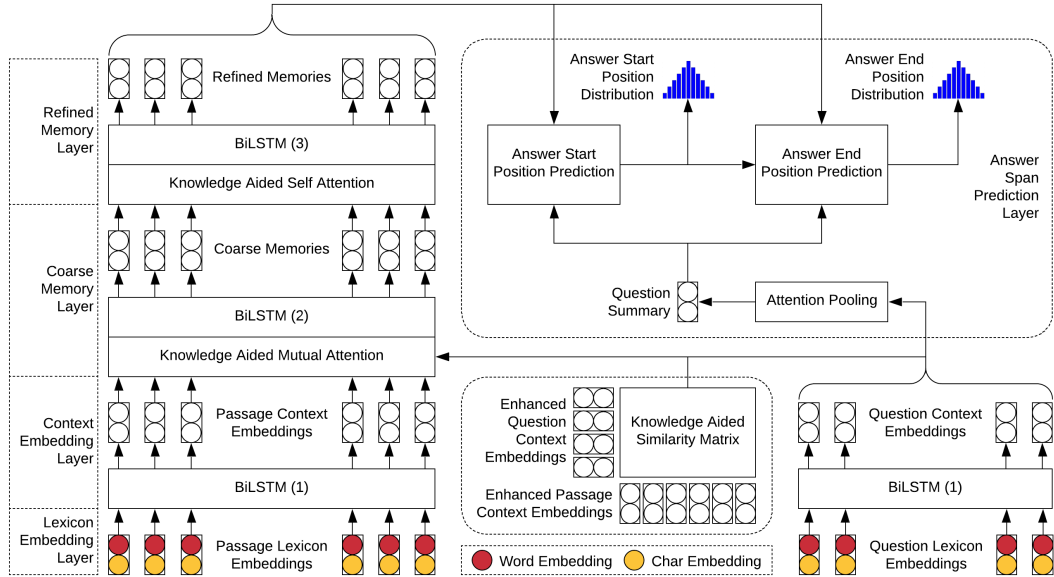 Refined
Memory
Layer
Coarse
Memory
Layer
Context
Embedding
Layer
Lexicon
Embedding
Layer
Refined Memories
BiLSTM (3)
Knowledge Aided Self Attention
Coarse Memories
BiLSTM (2)
Knowledge Aided Mutual Attention
Passage Context
Embeddings
BiLSTM (1)
Passage Lexicon
Embeddings
Answer Start
Position
Distribution
Answer End
Position
Distribution
Answer Start
Position Prediction
Answer End
Position Prediction
Answer
Span
Prediction
Layer
Question
Summary
Attention Pooling
Enhanced
Question
Context
Embeddings
Knowledge Aided
Similarity Matrix
Enhanced Passage
Context Embeddings
Word Embedding
Char Embedding
Question Context
Embeddings
BiLSTM (1)
Question Lexicon
Embeddings